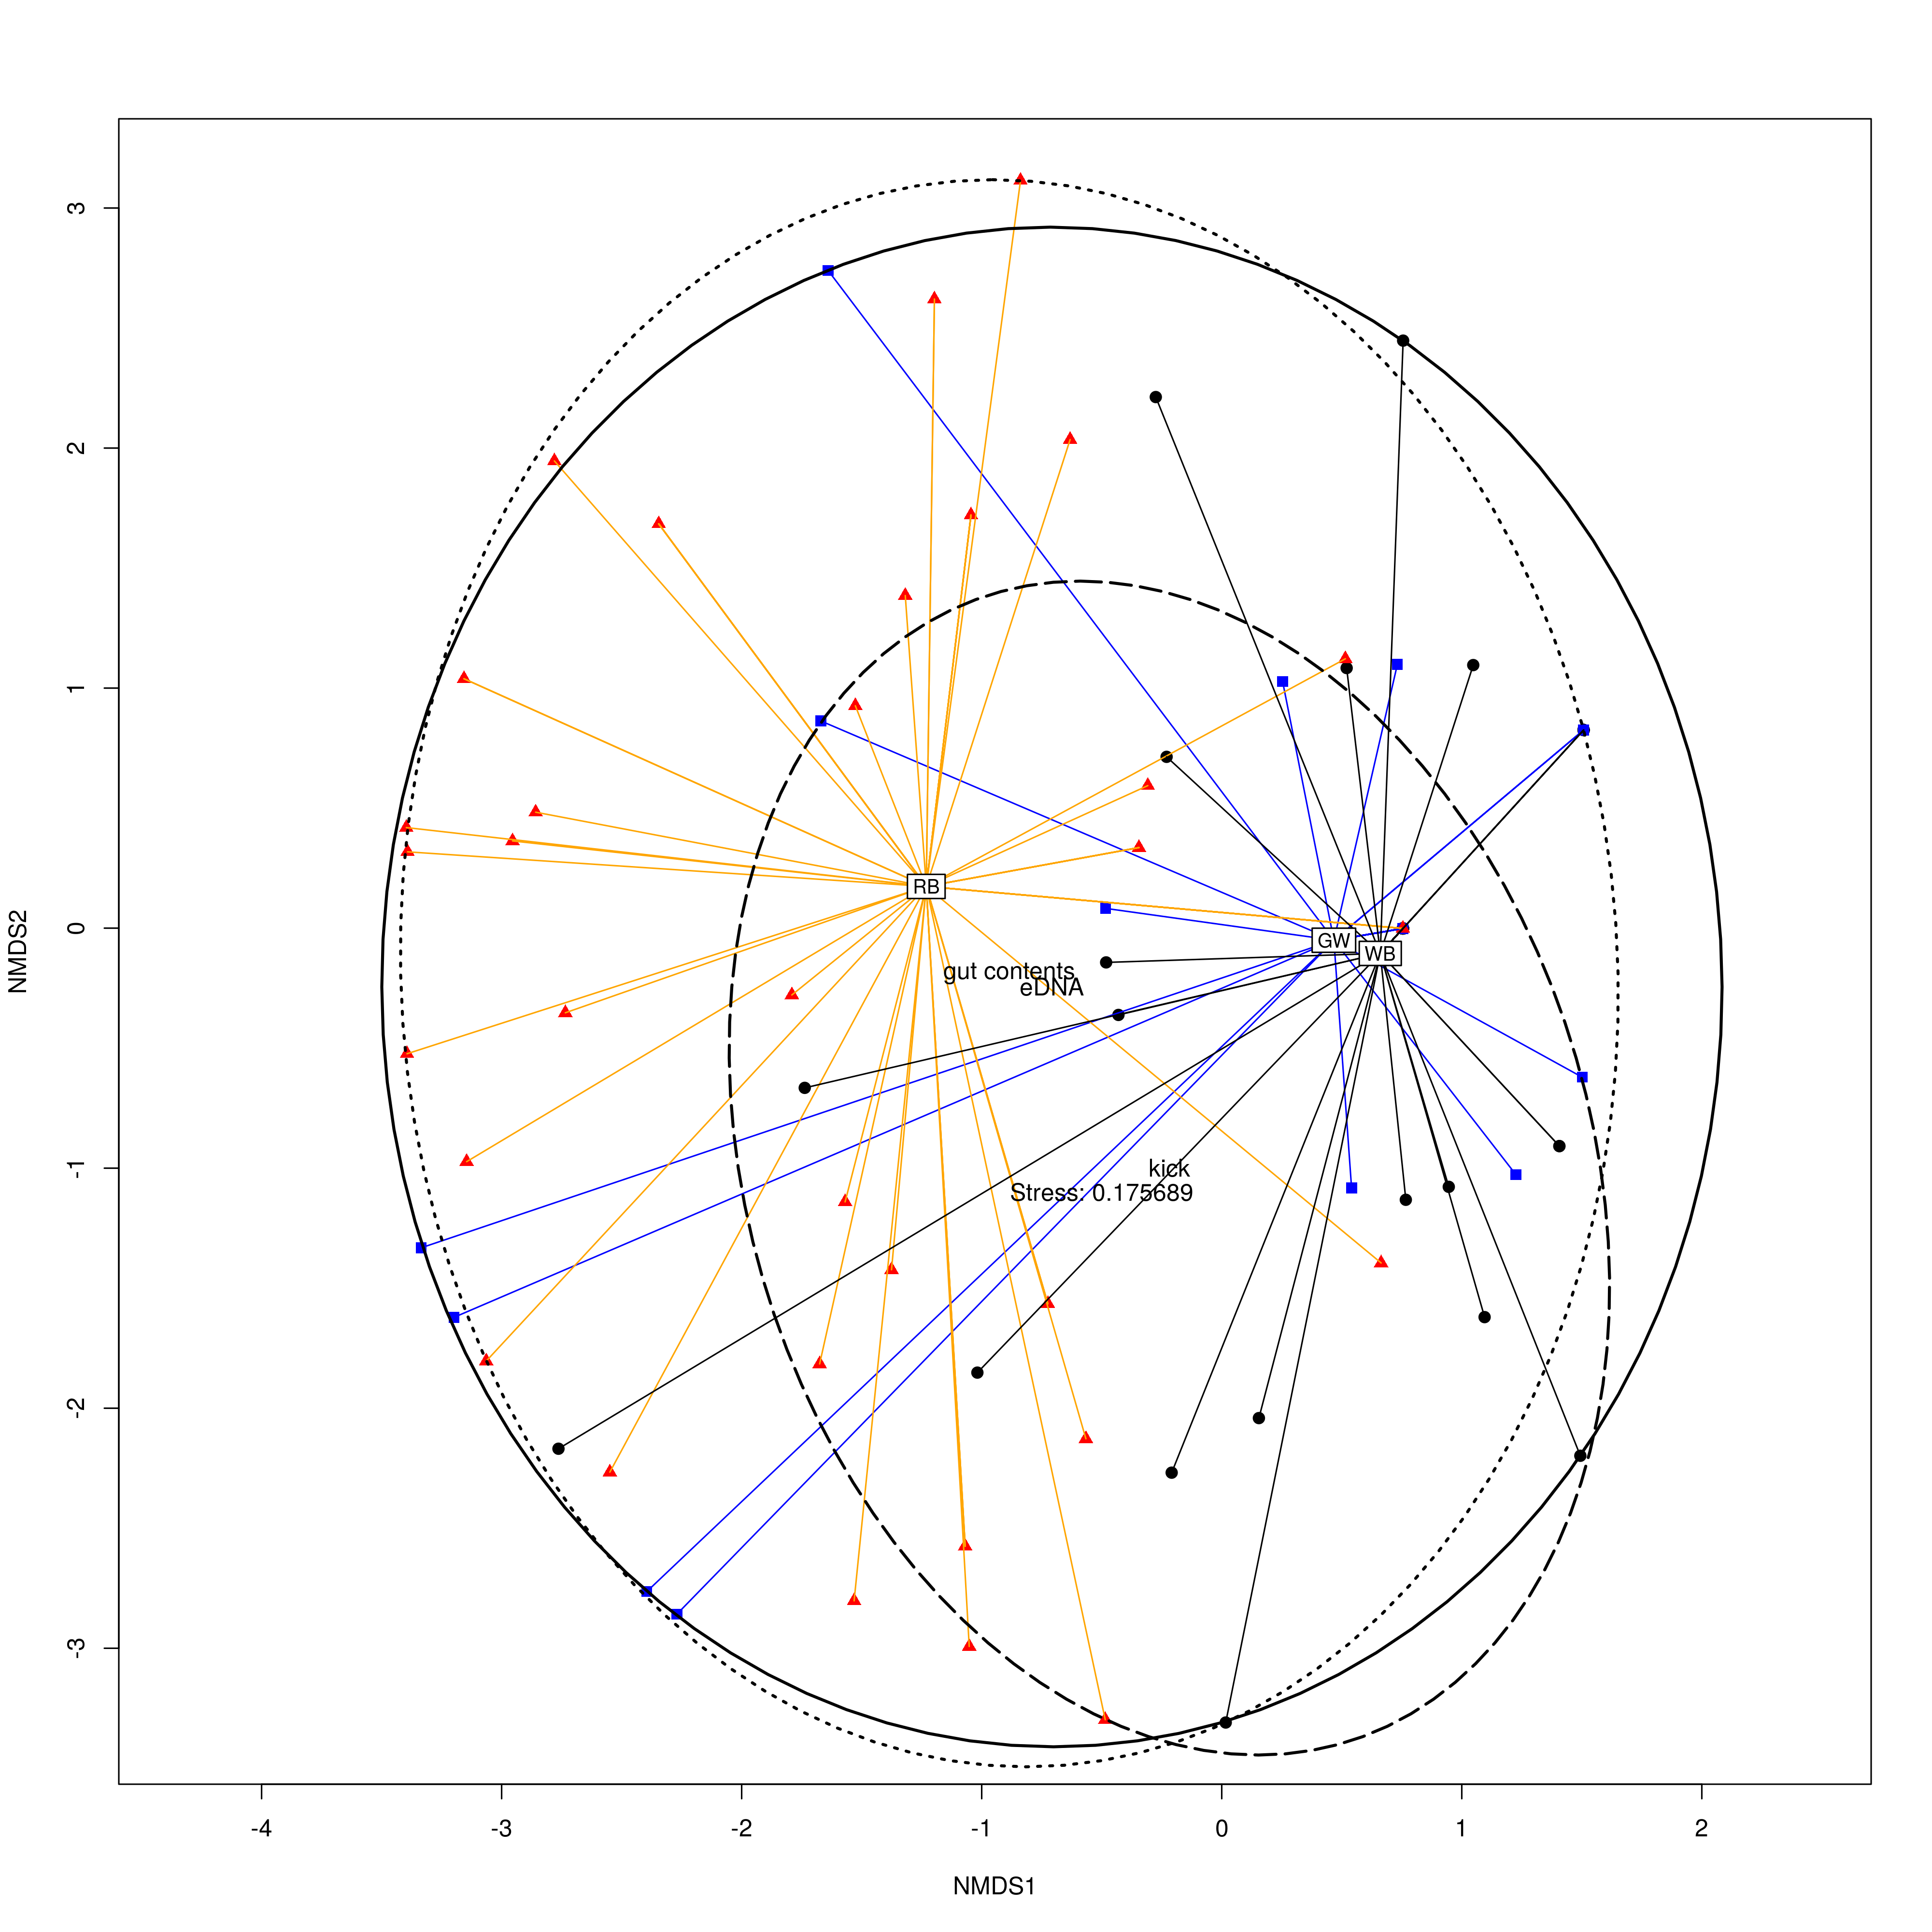 3
2
1
0
-1
-2
-3
NMDS2
RB
GW
WB
gut contents
eDNA
kick
Stress: 0.175689
-4
-3
-2
-1
0
1
2
NMDS1